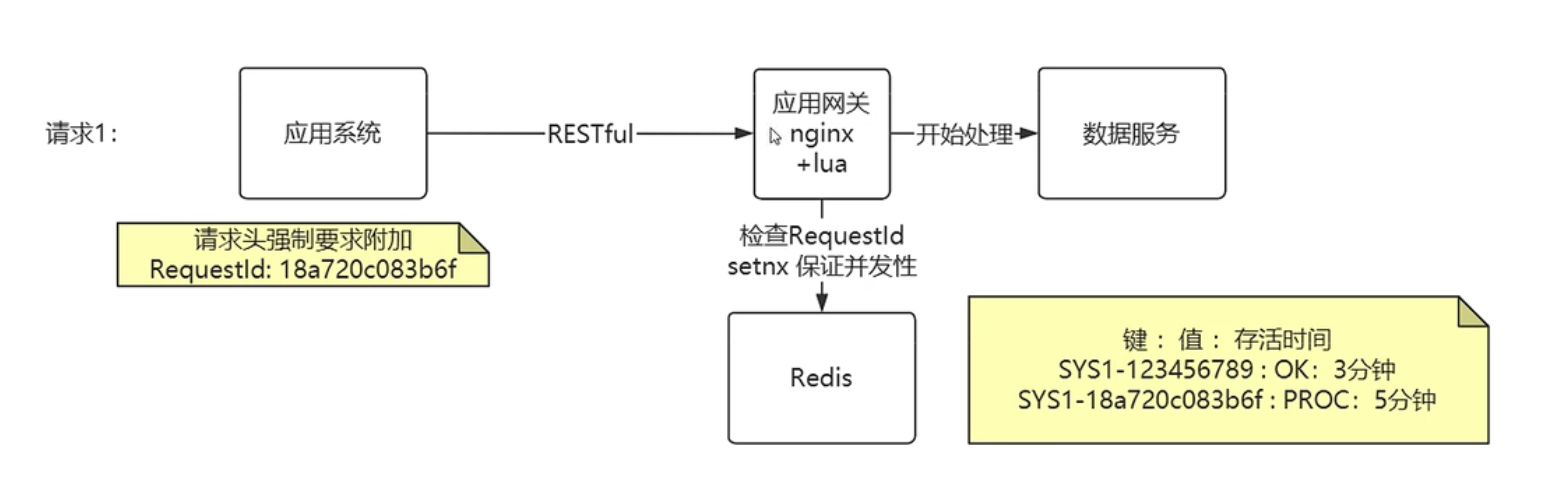 请求1：
应用系统
RESTful
应用网关
nginx
+lua
开始处理
数据服务
请求头强制要求附加
RequestId: 18a720c083b6f
检查RequestId
setnx 保证并发性
Redis
键 ：值 ：存活时间
SYS1-123456789 : OK：3分钟
SYS1-18a720c083b6f : PROC：5分钟